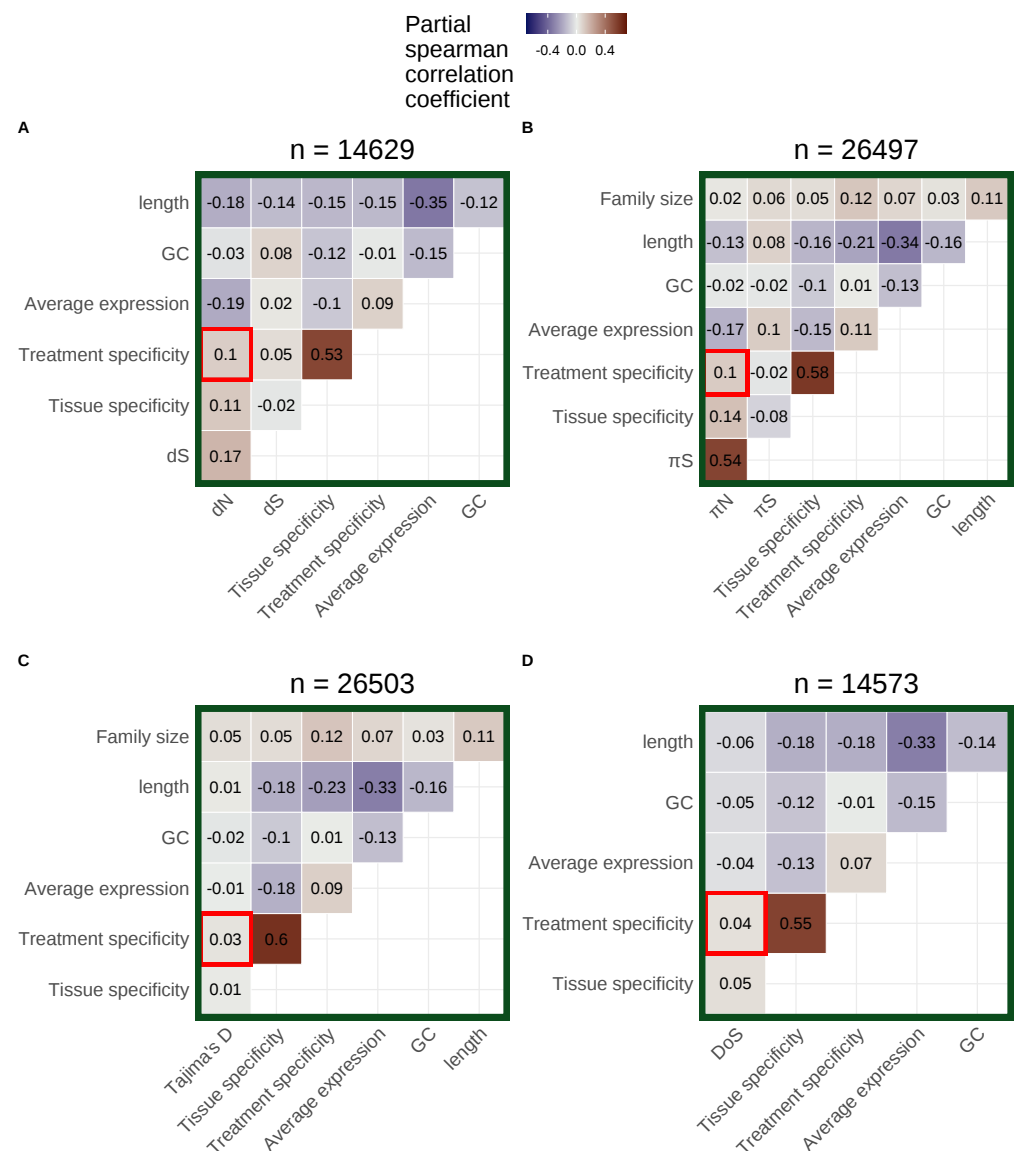 Partial
spearman
correlation
coefficient
-0.4 0.0 0.4
A
n = 14629
length -0.18 -0.14 -0.15 -0.15 -0.35 -0.12
GC -0.03 0.08 -0.12 -0.01 -0.15
Average expression -0.19 0.02 -0.1 0.09
Treatment specificity 0.1 0.05 0.53
Tissue specificity 0.11 -0.02
dS 0.17
dN dS Tissue specificity Treatment specificity Average expression GC
B
n = 26497
Family size 0.02 0.06 0.05 0.12 0.07 0.03 0.11
length -0.13 0.08 -0.16 -0.21 -0.34 -0.16
GC -0.02 -0.02 -0.1 0.01 -0.13
Average expression -0.17 0.1 -0.15 0.11
Treatment specificity 0.1 -0.02 0.58
Tissue specificity 0.14 -0.08
πS 0.54
πN πS Tissue specificity Treatment specificity Average expression GC length
C
n = 26503
Family size 0.05 0.05 0.12 0.07 0.03 0.11
length 0.01 -0.18 -0.23 -0.33 -0.16
GC -0.02 -0.1 0.01 -0.13
Average expression -0.01 -0.18 0.09
Treatment specificity 0.03 0.6
Tissue specificity 0.01
Tajima's D Tissue specificity Treatment specificity Average expression GC length
D
n = 14573
length -0.06 -0.18 -0.18 -0.33 -0.14
GC -0.05 -0.12 -0.01 -0.15
Average expression -0.04 -0.13 0.07
Treatment specificity 0.04 0.55
Tissue specificity 0.05
DoS Tissue specificity Treatment specificity Average expression GC